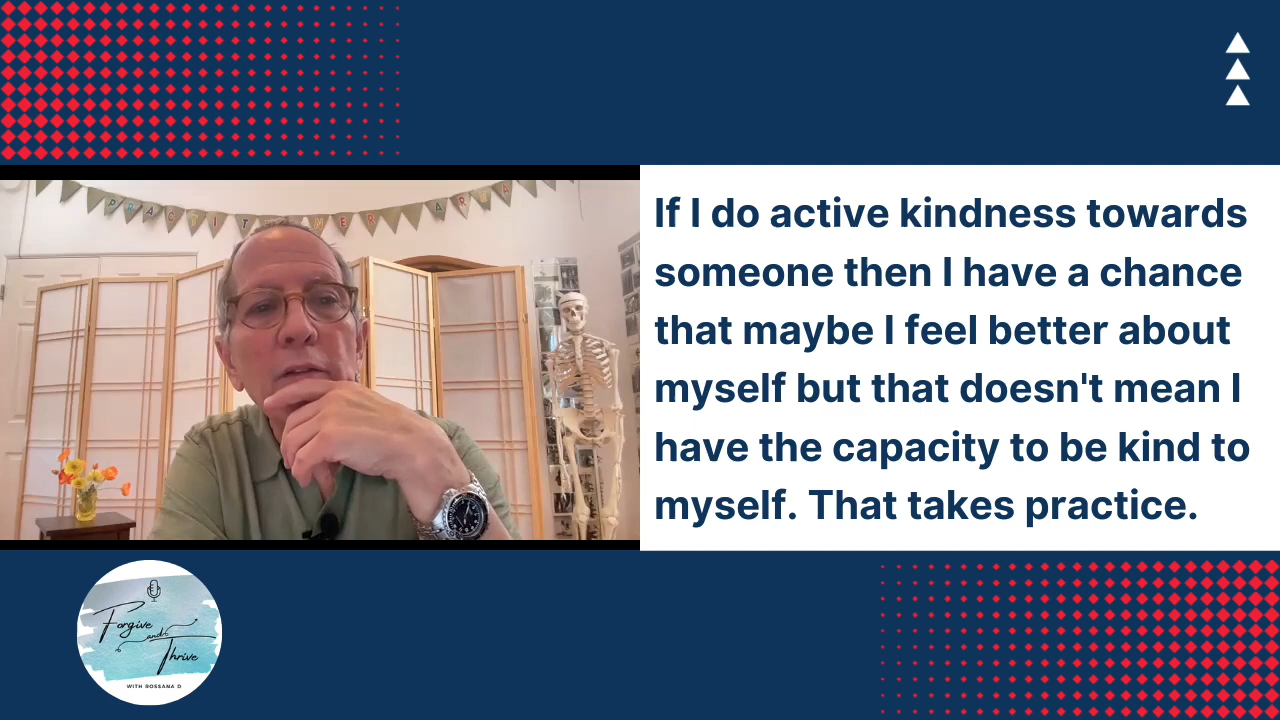 If I do active kindness towards
someone then I have a chance
that maybe I feel better about
myself but that doesn't mean I
have the capacity to be kind to
myself. That takes practice.
Forgive
and
Thrive
WITH ROSSANA D